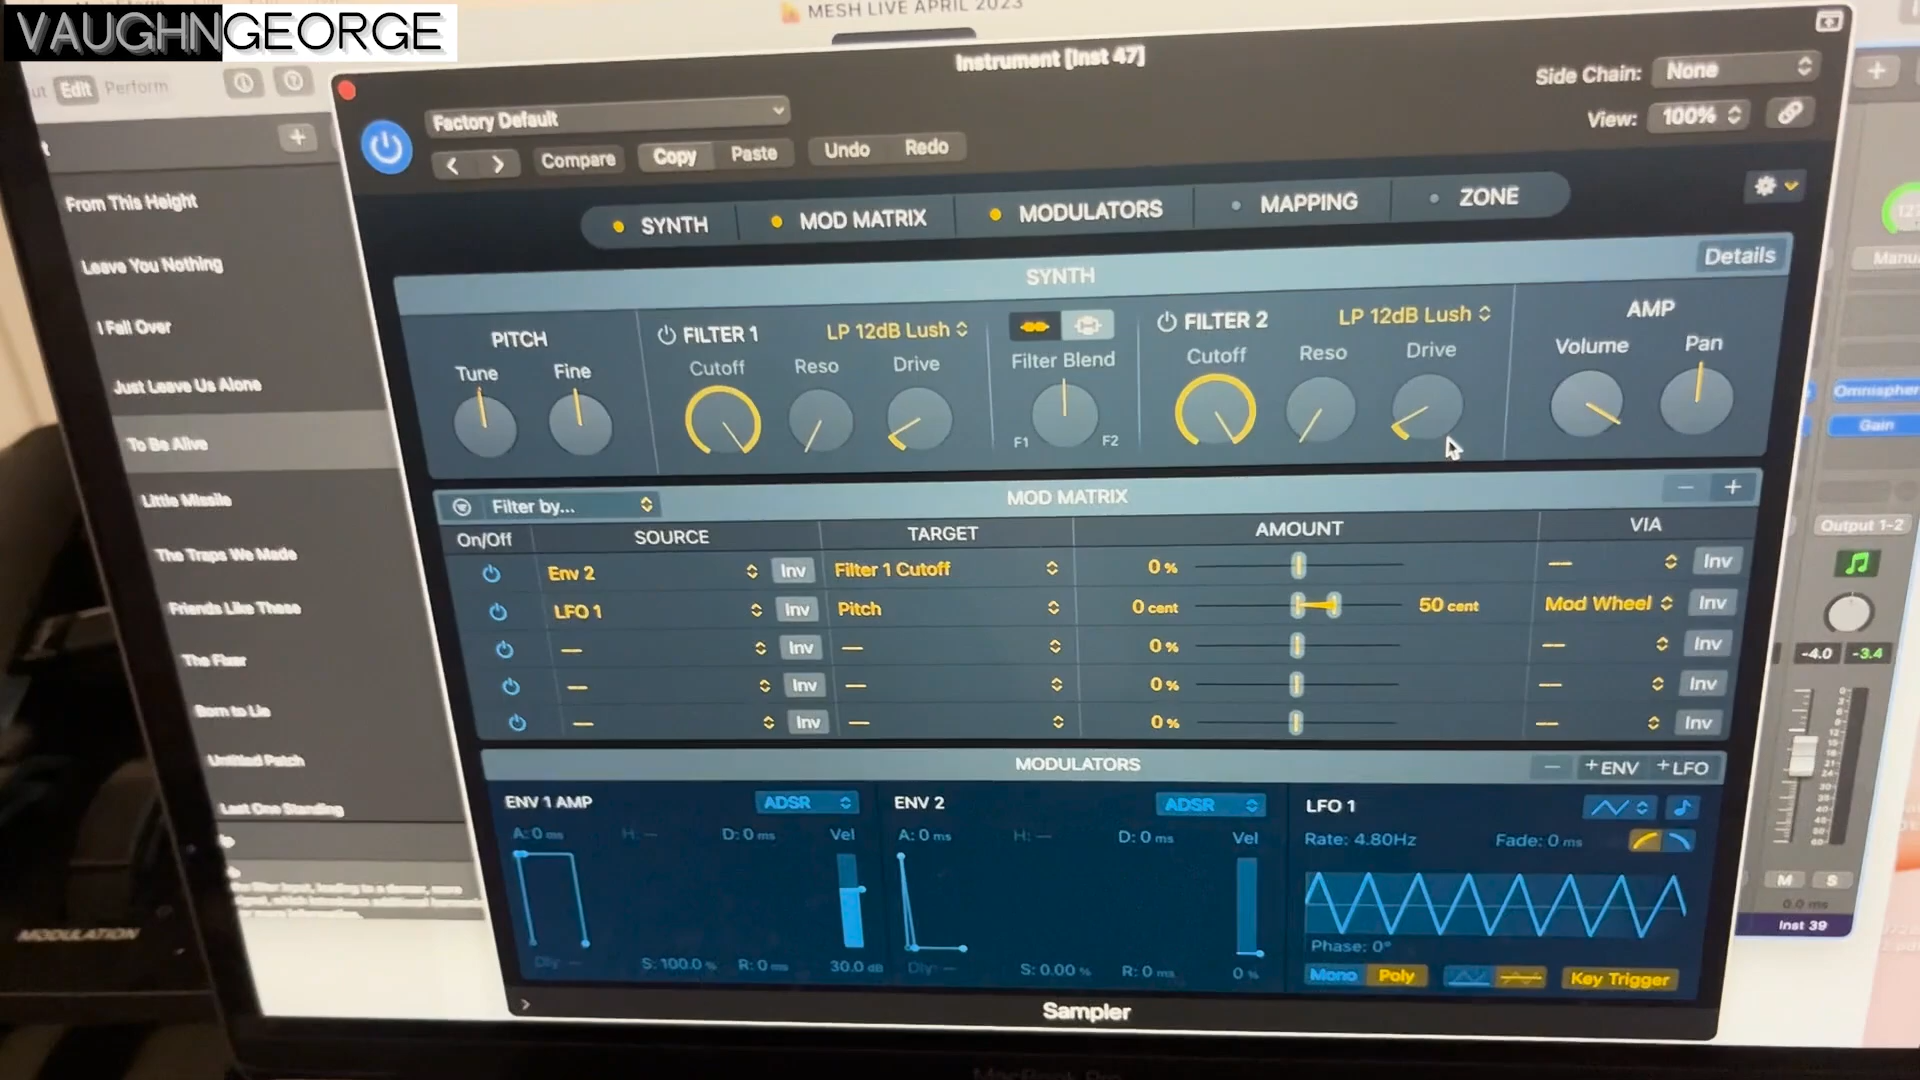 VAUGHNGEORGE
MESH LIVE APRIL 2023
Instrument [Inst 47]
Side Chain: None
Edit Perform
Factory Default
View: 100%
Compare Copy Paste Undo Redo
SYNTH MOD MATRIX MODULATORS MAPPING ZONE
From This Height
Leave You Nothing
I Fall Over
Just Leave Us Alone
To Be Alive
Little Missile
The Traps We Made
Friends Like These
The Fixer
Born to Lie
Untitled Patch
Last One Standing
SYNTH Details
PITCH FILTER 1 LP 12dB Lush FILTER 2 LP 12dB Lush AMP
Tune Fine Cutoff Reso Drive Filter Blend Cutoff Reso Drive Volume Pan
F1 F2
Filter by... MOD MATRIX − +
On/Off SOURCE TARGET AMOUNT VIA
Env 2 Inv Filter 1 Cutoff 0 % — Inv
LFO 1 Inv Pitch 0 cent 50 cent Mod Wheel Inv
— Inv — 0 % — Inv
— Inv — 0 % — Inv
— Inv — 0 % — Inv
MODULATORS − +ENV +LFO
ENV 1 AMP ADSR ENV 2 ADSR LFO 1
A: 0 ms H: — D: 0 ms Vel A: 0 ms H: — D: 0 ms Vel Rate: 4.80Hz Fade: 0 ms
Phase: 0°
Dly: — S: 100.0 % R: 0 ms 30.0 dB Dly: — S: 0.00 % R: 0 ms 0 % Mono Poly Key Trigger
Sampler
Gain
Output 1-2
-4.0 -3.4
M S
0.0 ms
Inst 39
MODULATION
MacBook Pro